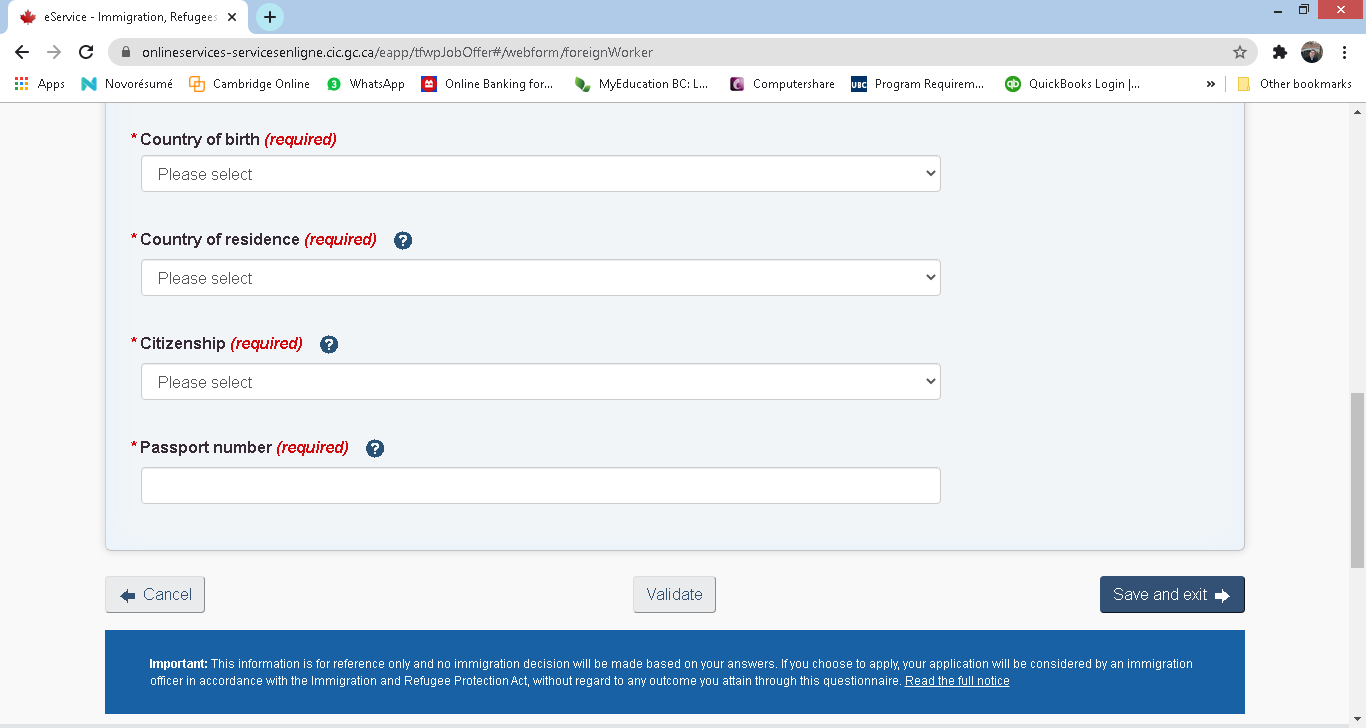 eService - Immigration, Refugees
onlineservices-servicesenligne.cic.gc.ca/eapp/tfwpJobOffer#/webform/foreignWorker
Apps Novorésumé Cambridge Online 3 WhatsApp Online Banking for... MyEducation BC: L... Computershare UBC Program Requirem... qb QuickBooks Login |... » Other bookmarks
* Country of birth (required)
Please select
* Country of residence (required) ?
Please select
* Citizenship (required) ?
Please select
* Passport number (required) ?
Cancel Validate Save and exit
Important: This information is for reference only and no immigration decision will be made based on your answers. If you choose to apply, your application will be considered by an immigration
officer in accordance with the Immigration and Refugee Protection Act, without regard to any outcome you attain through this questionnaire. Read the full notice